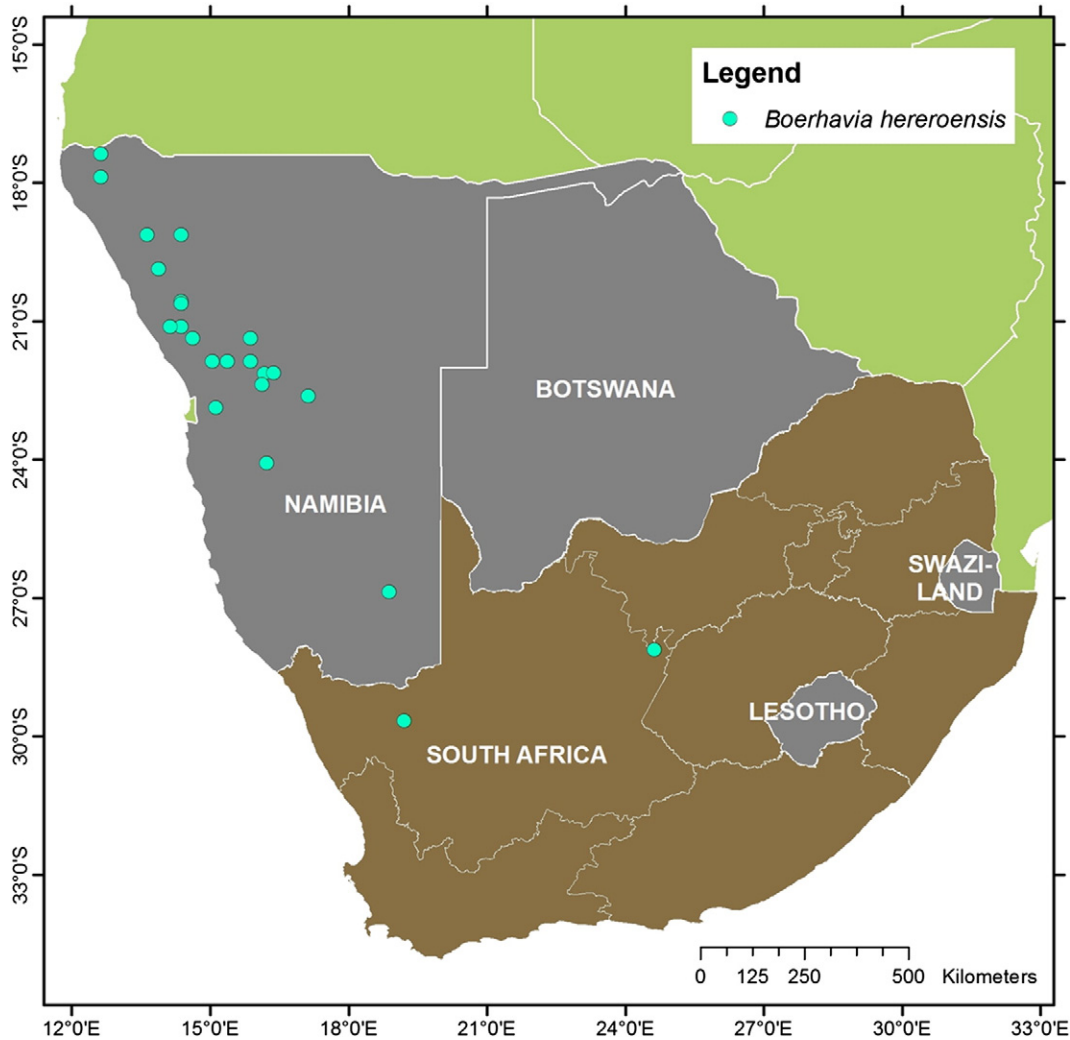 Legend
Boerhavia hereroensis
15°0'S
18°0'S
21°0'S
24°0'S
27°0'S
30°0'S
33°0'S
BOTSWANA
NAMIBIA
SWAZI-
LAND
LESOTHO
SOUTH AFRICA
0 125 250 500 Kilometers
12°0'E 15°0'E 18°0'E 21°0'E 24°0'E 27°0'E 30°0'E 33°0'E